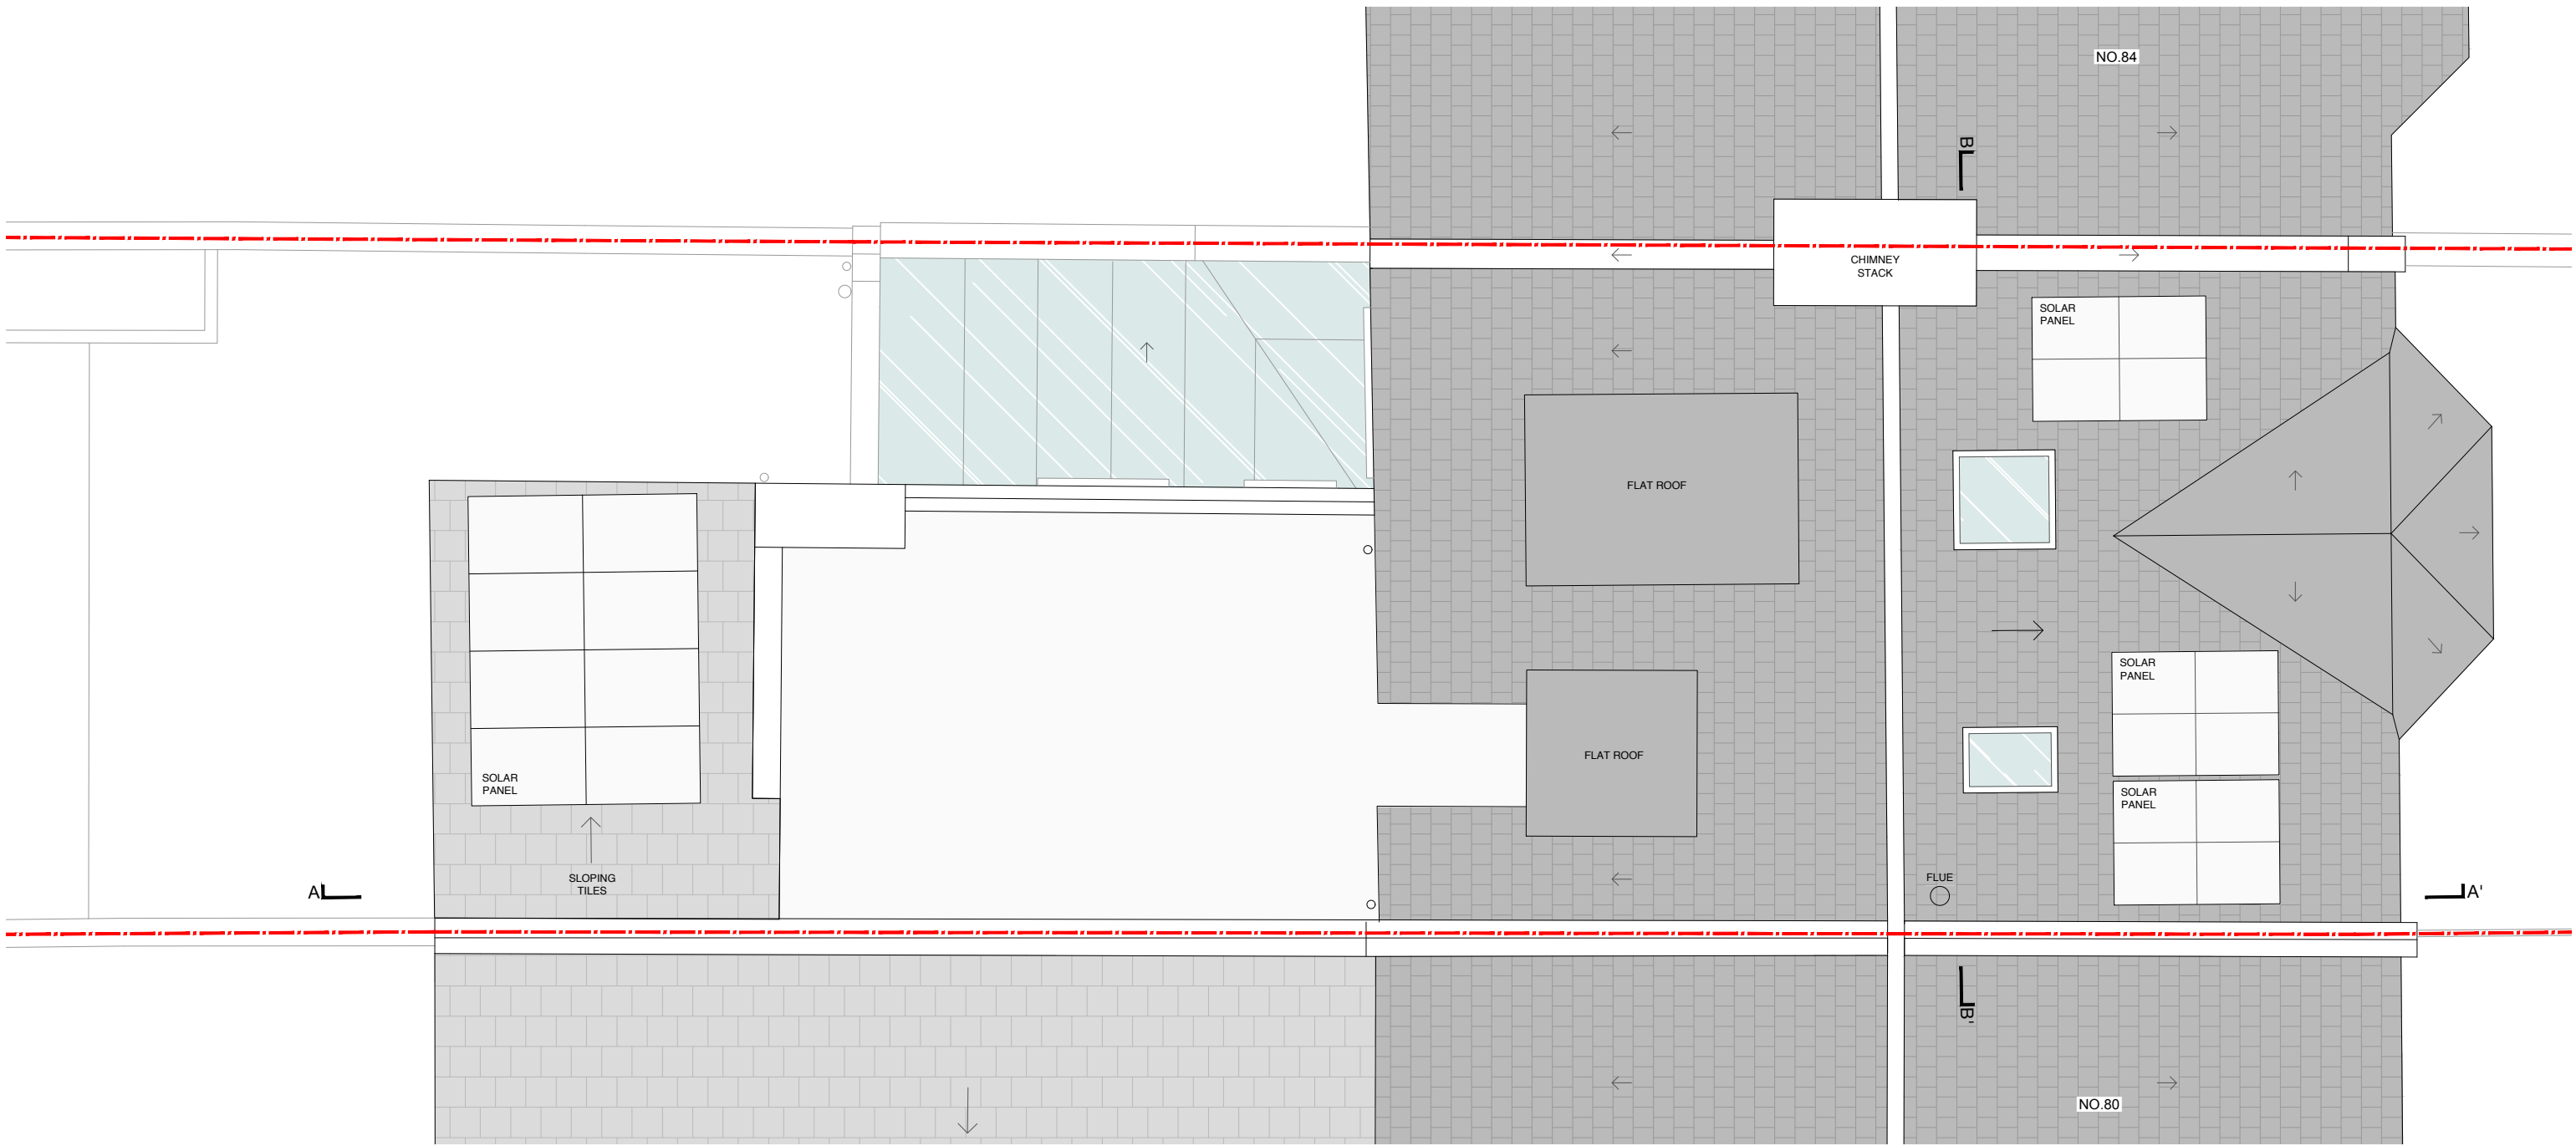 NO.84
B
CHIMNEY
STACK
SOLAR
PANEL
FLAT ROOF
SOLAR
PANEL
FLAT ROOF
SOLAR
PANEL
SOLAR
PANEL
SLOPING
TILES
FLUE
A
A'
B'
NO.80